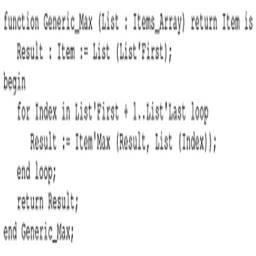 function Generic_Max (List : Items_Array) return Item is
Result : Item := List (List'First);
begin
for Index in List'First + 1..List'Last loop
Result := Item'Max (Result, List (Index));
end loop;
return Result;
end Generic_Max;